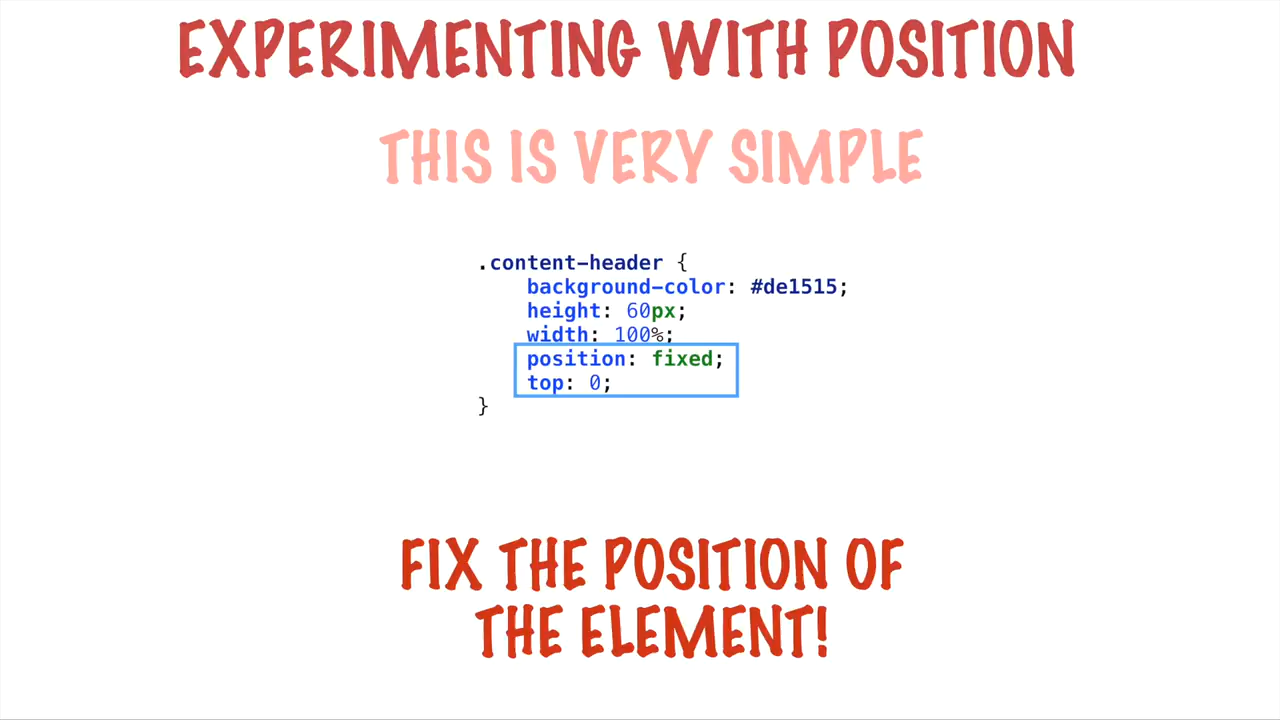 EXPERIMENTING WITH POSITION
THIS IS VERY SIMPLE
.content-header {
background-color: #de1515;
height: 60px;
width: 100%;
position: fixed;
top: 0;
}
FIX THE POSITION OF
THE ELEMENT!